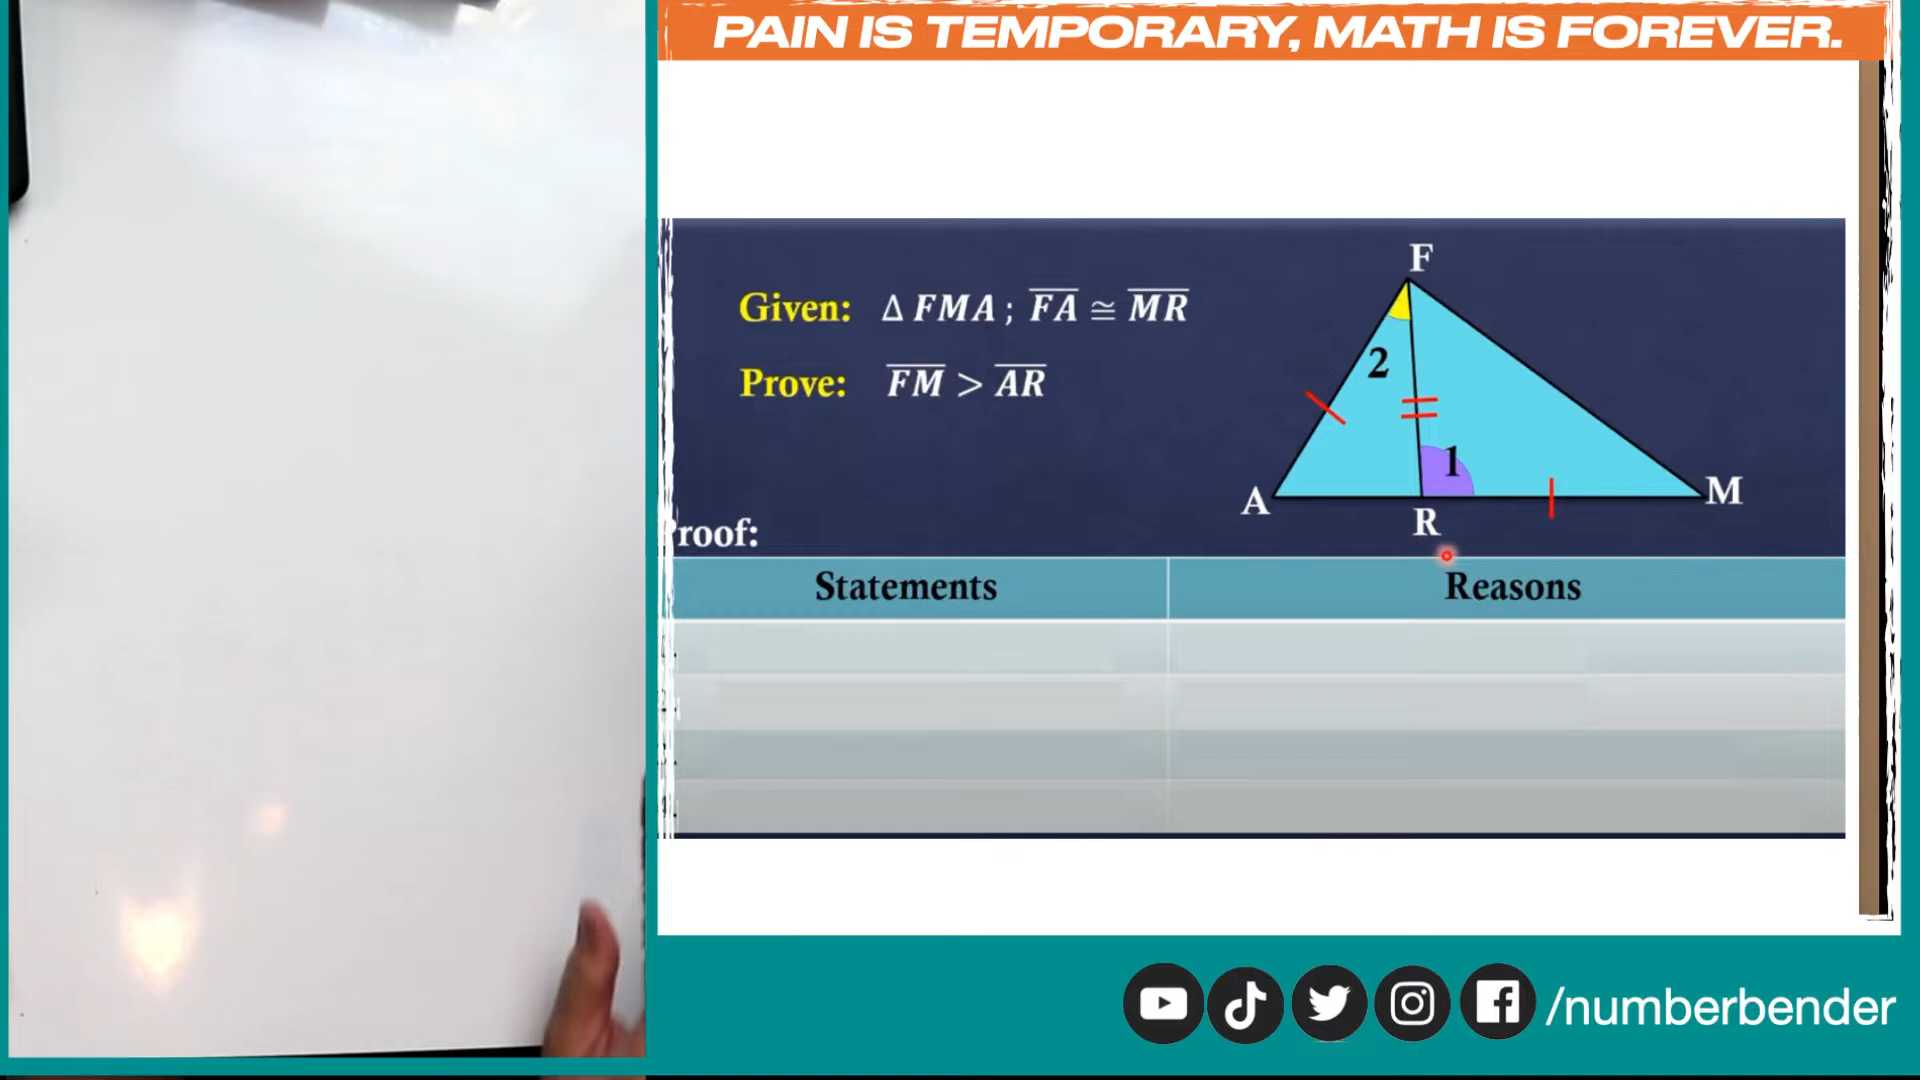 PAIN IS TEMPORARY, MATH IS FOREVER.
Given: Δ FMA ; FA ≅ MR
Prove: FM > AR
F
2
1
A
M
R
roof:
Statements
Reasons
/numberbender